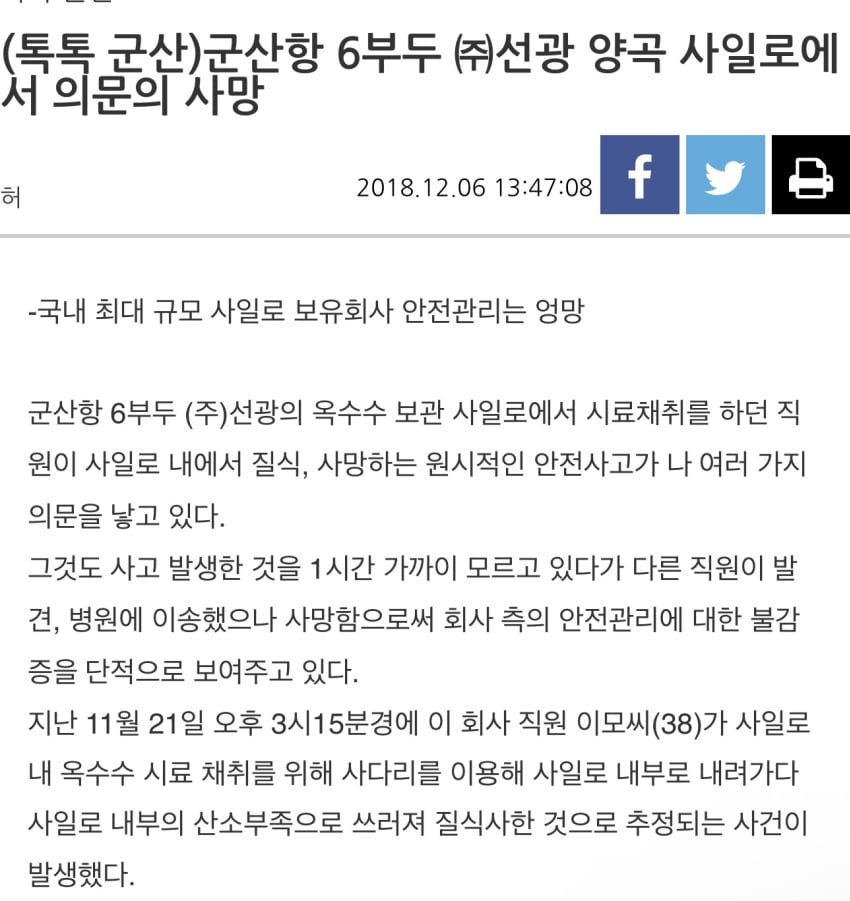 (톡톡 군산)군산항 6부두 ㈜선광 양곡 사일로에
서 의문의 사망
허
2018.12.06 13:47:08
-국내 최대 규모 사일로 보유회사 안전관리는 엉망
군산항 6부두 (주)선광의 옥수수 보관 사일로에서 시료채취를 하던 직
원이 사일로 내에서 질식, 사망하는 원시적인 안전사고가 나 여러 가지
의문을 낳고 있다.
그것도 사고 발생한 것을 1시간 가까이 모르고 있다가 다른 직원이 발
견, 병원에 이송했으나 사망함으로써 회사 측의 안전관리에 대한 불감
증을 단적으로 보여주고 있다.
지난 11월 21일 오후 3시15분경에 이 회사 직원 이모씨(38)가 사일로
내 옥수수 시료 채취를 위해 사다리를 이용해 사일로 내부로 내려가다
사일로 내부의 산소부족으로 쓰러져 질식사한 것으로 추정되는 사건이
발생했다.